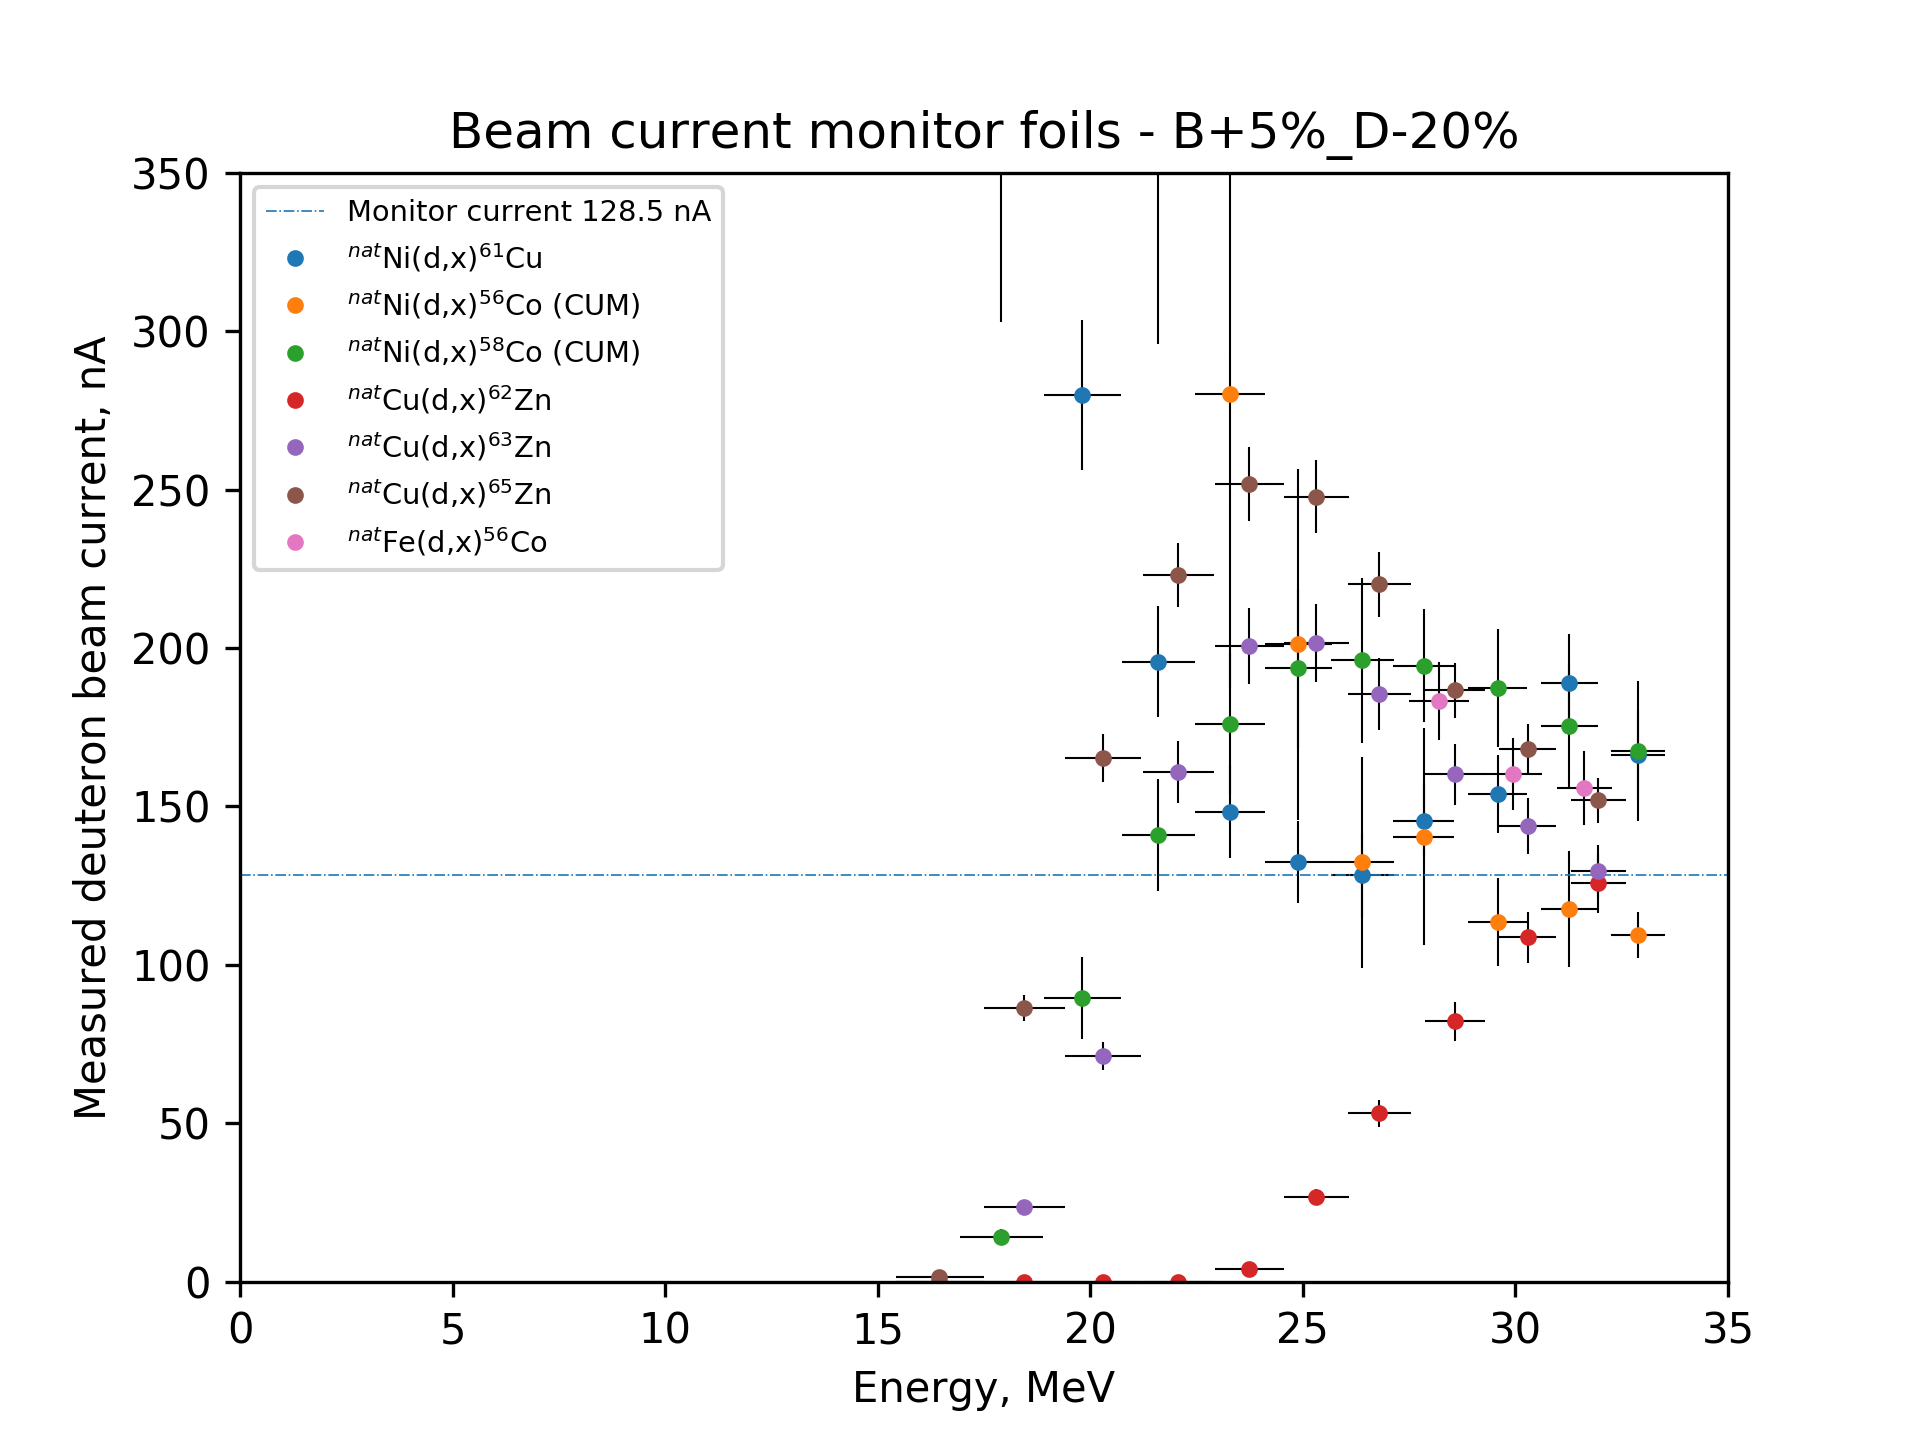 Beam current monitor foils - B+5%_D-20%
350
300
250
200
150
100
50
0
Measured deuteron beam current, nA
Monitor current 128.5 nA
natNi(d,x)61Cu
natNi(d,x)56Co (CUM)
natNi(d,x)58Co (CUM)
natCu(d,x)62Zn
natCu(d,x)63Zn
natCu(d,x)65Zn
natFe(d,x)56Co
0 5 10 15 20 25 30 35
Energy, MeV